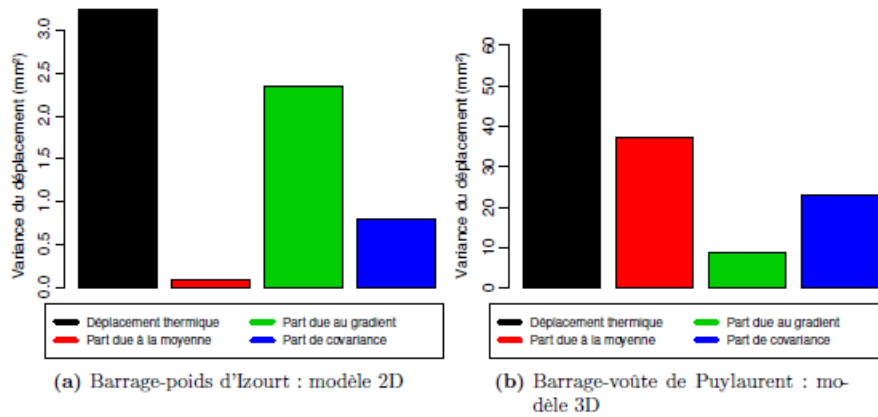 Variance du déplacement (mm²)
3.0
2.5
2.0
1.5
1.0
0.5
0.0
Déplacement thermique
Part due au gradient
Part due à la moyenne
Part de covariance
(a) Barrage-poids d'Izourt : modèle 2D
Variance du déplacement (mm²)
60
50
40
30
20
10
0
Déplacement thermique
Part due au gradient
Part due à la moyenne
Part de covariance
(b) Barrage-voûte de Puylaurent : mo-
dèle 3D